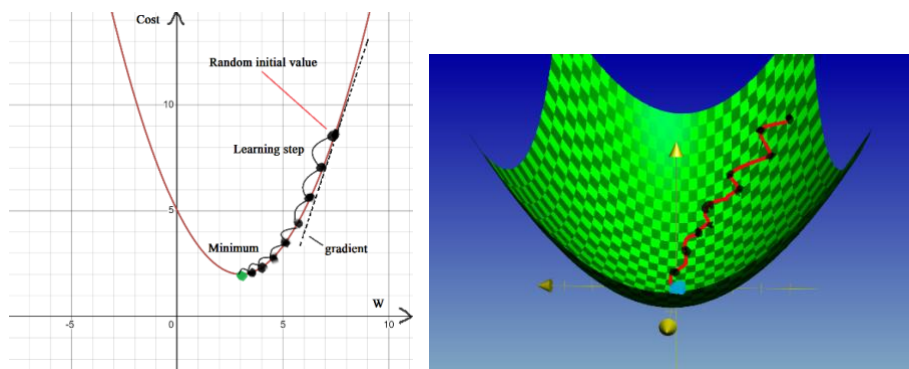 Cost
Random initial value
10
Learning step
5
Minimum
gradient
W
-5
0
5
10